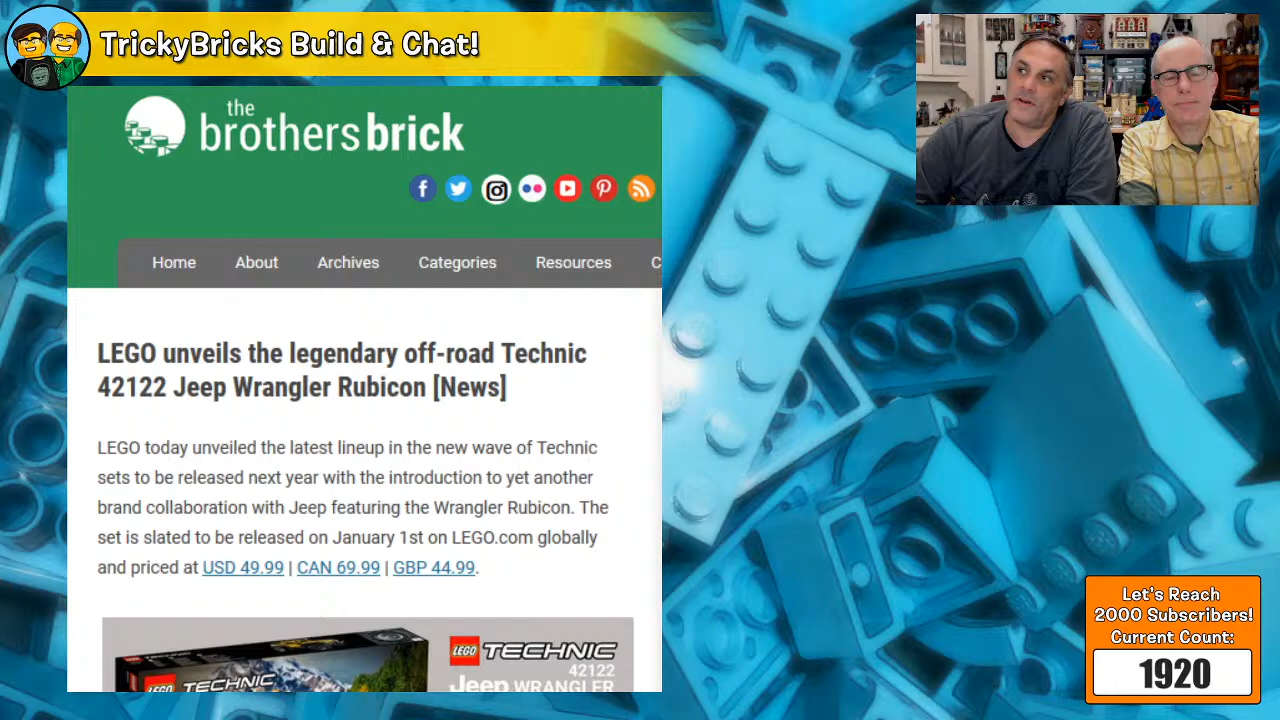 TrickyBricks Build & Chat!
the
brothersbrick
Home About Archives Categories Resources C
LEGO unveils the legendary off-road Technic
42122 Jeep Wrangler Rubicon [News]
LEGO today unveiled the latest lineup in the new wave of Technic
sets to be released next year with the introduction to yet another
brand collaboration with Jeep featuring the Wrangler Rubicon. The
set is slated to be released on January 1st on LEGO.com globally
and priced at USD 49.99 | CAN 69.99 | GBP 44.99.
LEGO TECHNIC
42122
Jeep WRANGLER
LEGO TECHNIC
Let's Reach
2000 Subscribers!
Current Count:
1920